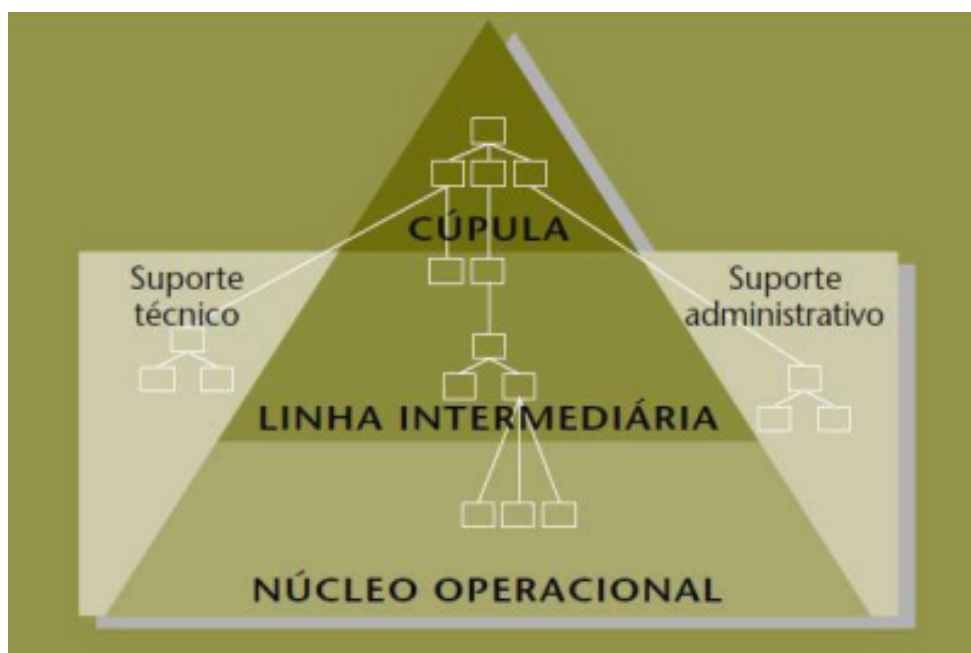 CÚPULA
Suporte
técnico
Suporte
administrativo
LINHA INTERMEDIÁRIA
NÚCLEO OPERACIONAL